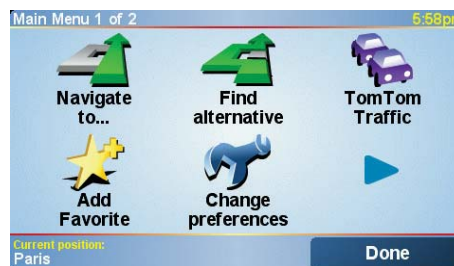 Main Menu 1 of 2
5:58p
Navigate
to...
Find
alternative
TomTom
Traffic
Add
Favorite
Change
preferences
Current position:
Paris
Done